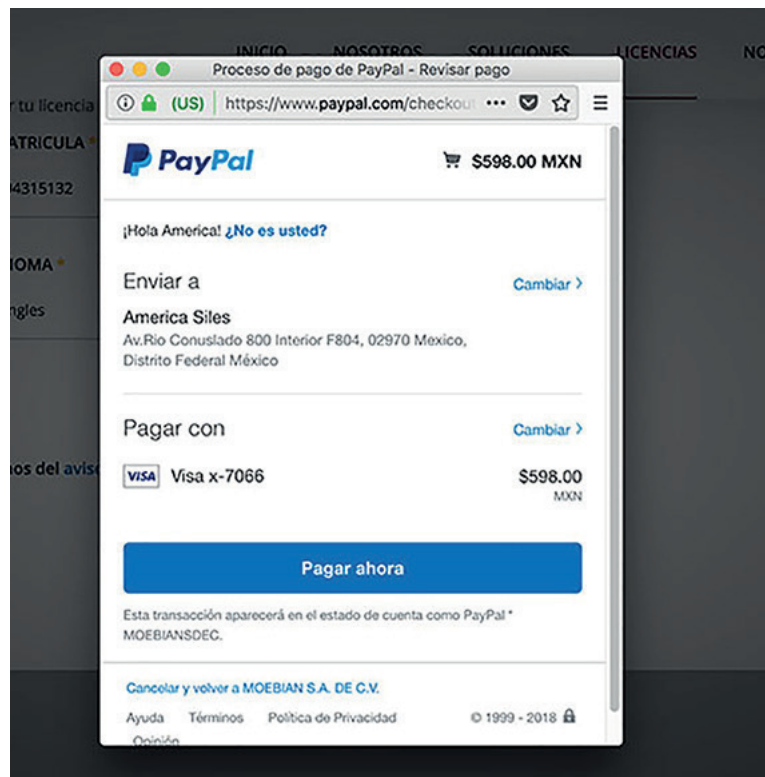 INICIO NOSOTROS SOLUCIONES LICENCIAS NO
Proceso de pago de PayPal - Revisar pago
(US) https://www.paypal.com/checkout
r tu licencia
ATRICULA *
4315132
IOMA *
ngles
os del aviso
PayPal $598.00 MXN
¡Hola America! ¿No es usted?
Enviar a Cambiar >
America Siles
Av.Rio Conuslado 800 Interior F804, 02970 Mexico,
Distrito Federal México
Pagar con Cambiar >
VISA Visa x-7066 $598.00
MXN
Pagar ahora
Esta transacción aparecerá en el estado de cuenta como PayPal *
MOEBIANSDEC.
Cancelar y volver a MOEBIAN S.A. DE C.V.
Ayuda Términos Política de Privacidad © 1999 - 2018
Opinión